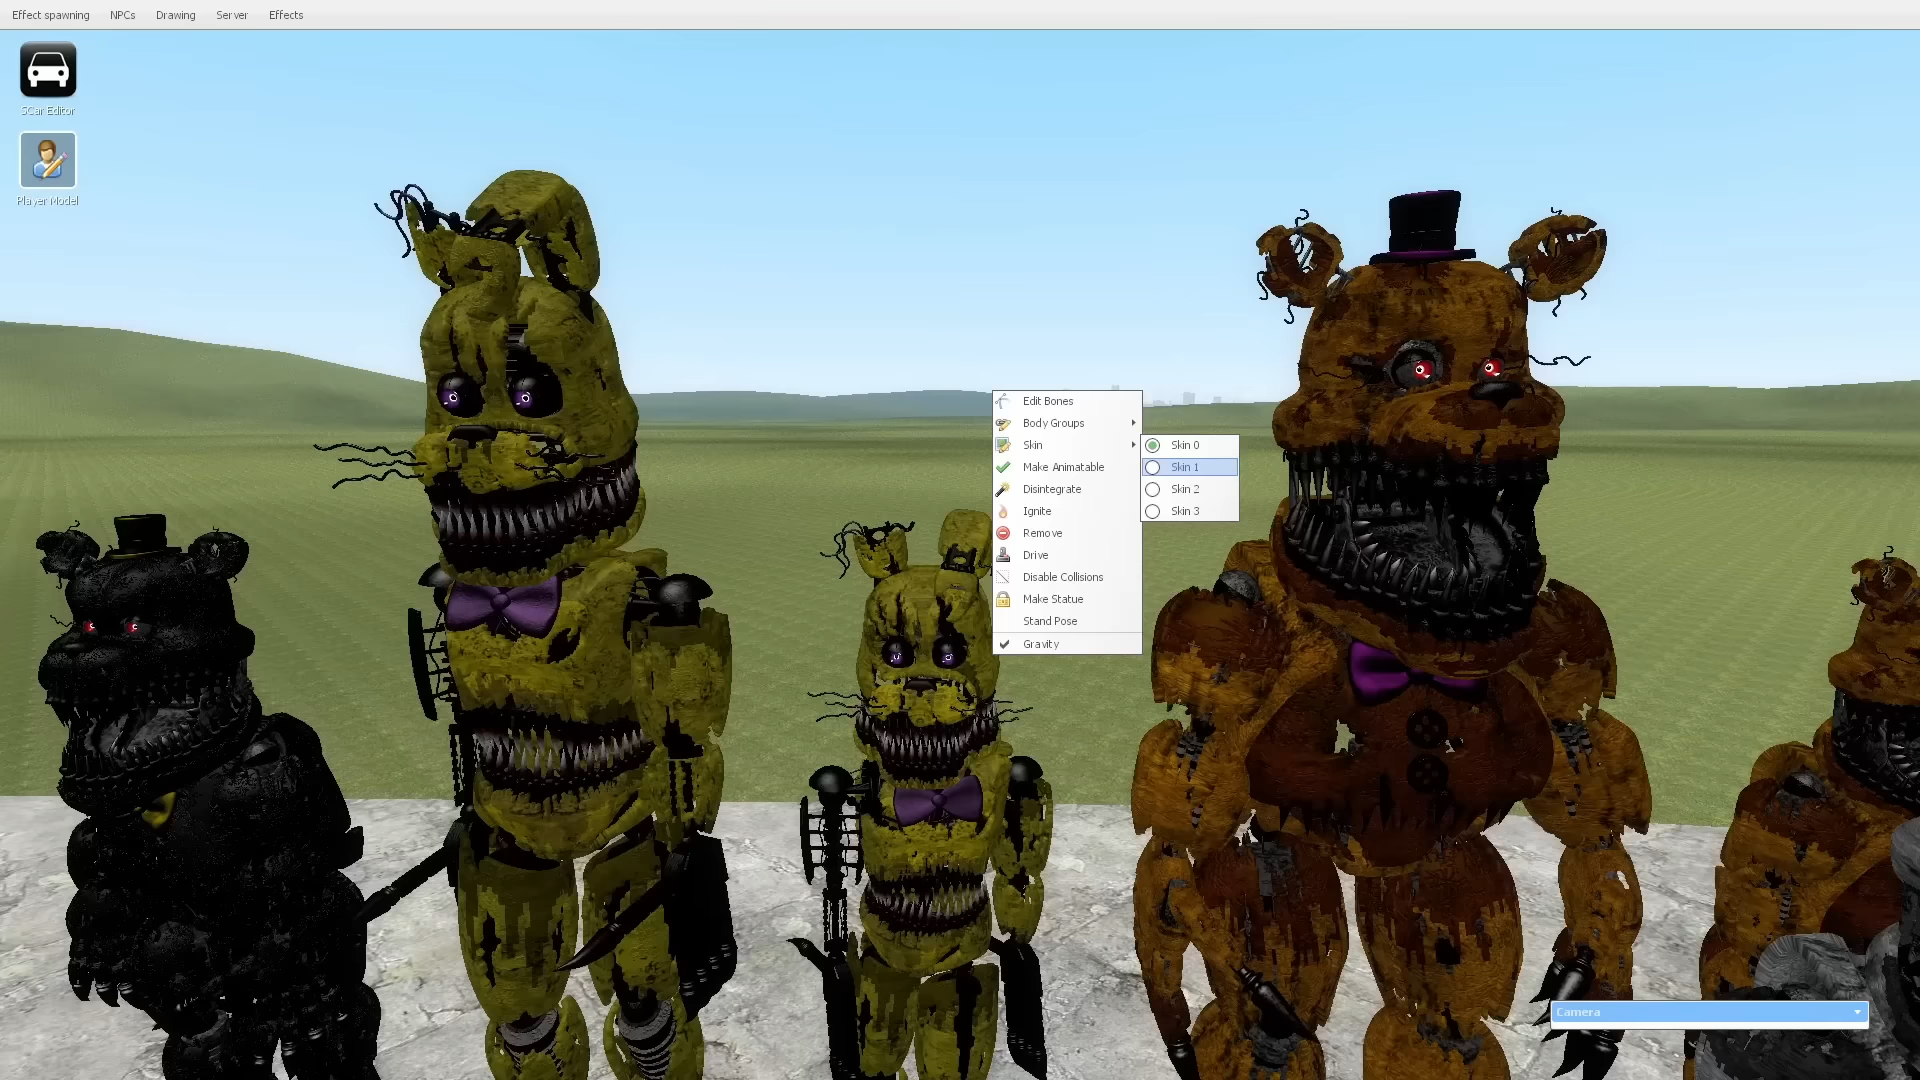 Effect spawning NPCs Drawing Server Effects
SCar Editor
Player Model
Edit Bones
Body Groups
Skin
Make Animatable
Disintegrate
Ignite
Remove
Drive
Disable Collisions
Make Statue
Stand Pose
Gravity
Skin 0
Skin 1
Skin 2
Skin 3
Camera